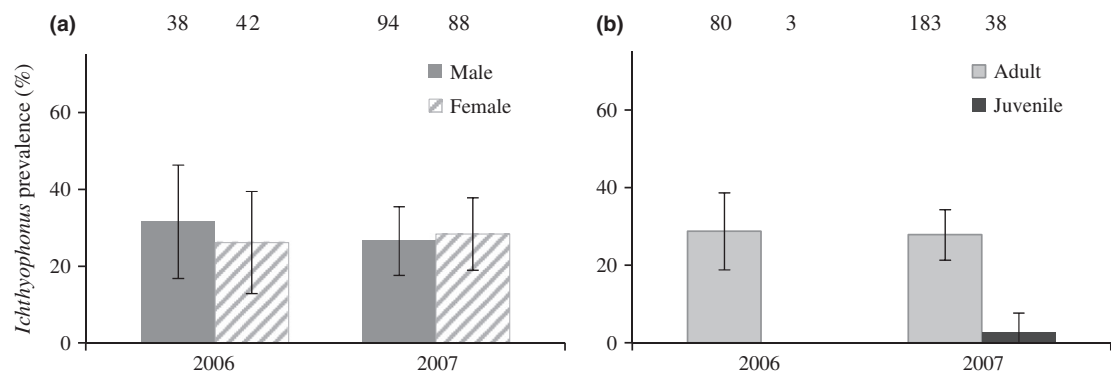 (a) 38 42 94 88
Male
Female
Ichthyophonus prevalence (%)
60
40
20
0
2006 2007
(b) 80 3 183 38
Adult
Juvenile
60
40
20
0
2006 2007